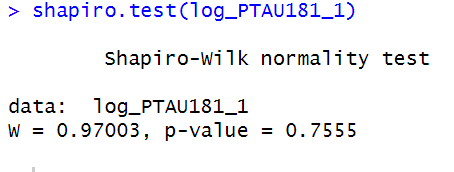 > shapiro.test(log_PTAU181_1)
Shapiro-Wilk normality test
data:  log_PTAU181_1
W = 0.97003, p-value = 0.7555